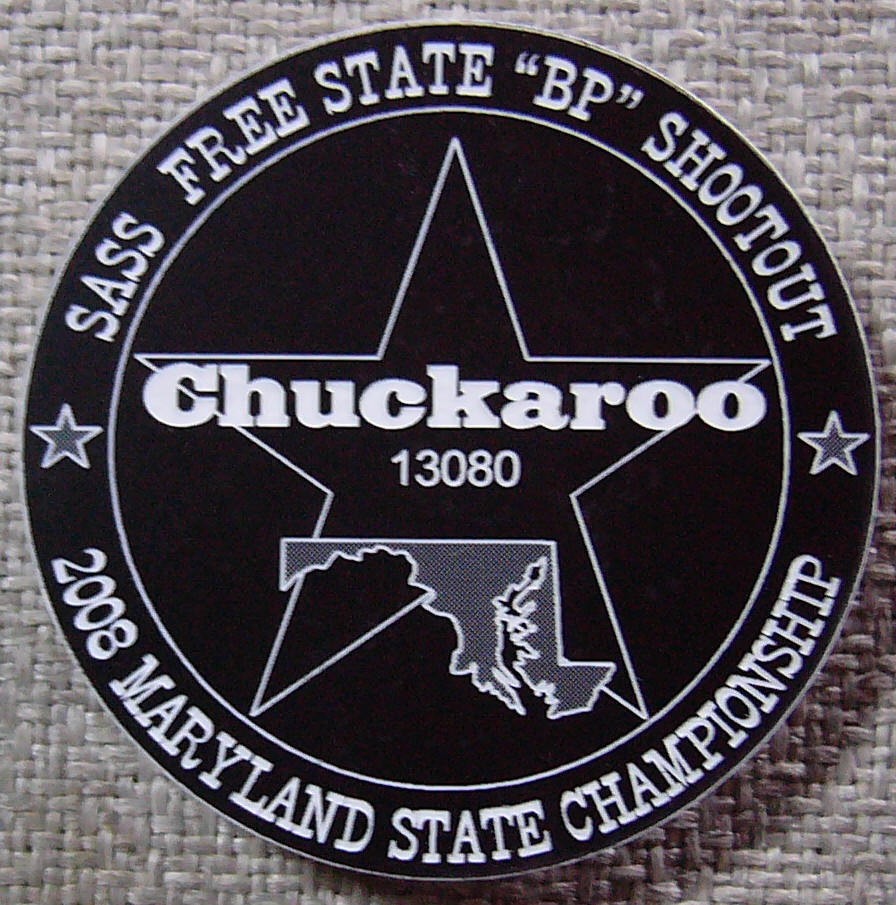 SASS FREE STATE “BP” SHOOTOUT
Chuckaroo
13080
2008 MARYLAND STATE CHAMPIONSHIP